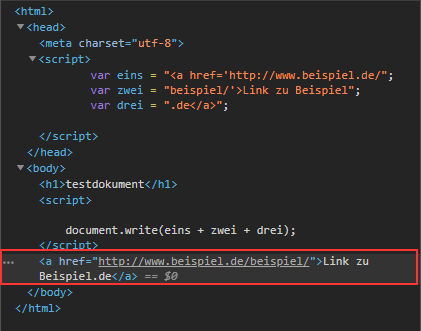 <html>
<head>
<meta charset="utf-8">
<script>
var eins = "<a href='http://www.beispiel.de/";
var zwei = "beispiel/'>Link zu Beispiel";
var drei = ".de</a>";
</script>
</head>
<body>
<h1>testdokument</h1>
<script>
document.write(eins + zwei + drei);
</script>
<a href="http://www.beispiel.de/beispiel/">Link zu
Beispiel.de</a> == $0
</body>
</html>